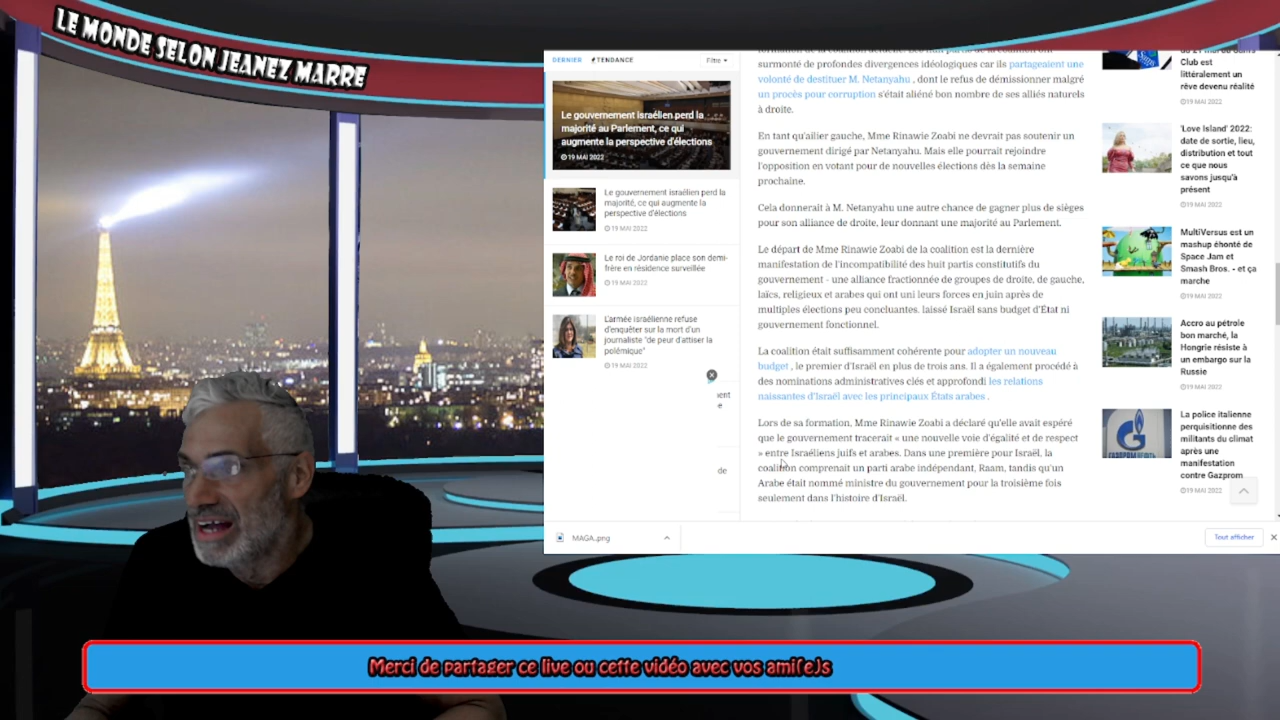 LE MONDE SELON JEANEZ MARRE
DERNIER
TENDANCE
Filtre
Le gouvernement israélien perd la
majorité au Parlement, ce qui
augmente la perspective d'élections
19 MAI 2022
Le gouvernement israélien perd la
majorité, ce qui augmente la
perspective d'élections
19 MAI 2022
Le roi de Jordanie place son demi-
frère en résidence surveillée
19 MAI 2022
L'armée israélienne refuse
d'enquêter sur la mort d'un
journaliste "de peur d'attiser la
polémique"
19 MAI 2022
de
formation de la coalition actuelle. Les huit partis de la coalition ont
surmonté de profondes divergences idéologiques car ils partageaient une
volonté de destituer M. Netanyahu , dont le refus de démissionner malgré
un procès pour corruption s'était aliéné bon nombre de ses alliés naturels
à droite.
En tant qu'ailier gauche, Mme Rinawie Zoabi ne devrait pas soutenir un
gouvernement dirigé par Netanyahu. Mais elle pourrait rejoindre
l'opposition en votant pour de nouvelles élections dès la semaine
prochaine.
Cela donnerait à M. Netanyahu une autre chance de gagner plus de sièges
pour son alliance de droite, leur donnant une majorité au Parlement.
Le départ de Mme Rinawie Zoabi de la coalition est la dernière
manifestation de l'incompatibilité des huit partis constitutifs du
gouvernement - une alliance fractionnée de groupes de droite, de gauche,
laïcs, religieux et arabes qui ont uni leurs forces en juin après de
multiples élections peu concluantes. laissé Israël sans budget d'État ni
gouvernement fonctionnel.
La coalition était suffisamment cohérente pour adopter un nouveau
budget , le premier d'Israël en plus de trois ans. Il a également procédé à
des nominations administratives clés et approfondi les relations
naissantes d'Israël avec les principaux États arabes .
Lors de sa formation, Mme Rinawie Zoabi a déclaré qu'elle avait espéré
que le gouvernement tracerait « une nouvelle voie d'égalité et de respect
» entre Israéliens juifs et arabes. Dans une première pour Israël, la
coalition comprenait un parti arabe indépendant, Raam, tandis qu'un
Arabe était nommé ministre du gouvernement pour la troisième fois
seulement dans l'histoire d'Israël.
Club est
littéralement un
rêve devenu réalité
19 MAI 2022
'Love Island' 2022:
date de sortie, lieu,
distribution et tout
ce que nous
savons jusqu'à
présent
19 MAI 2022
MultiVersus est un
mashup éhonté de
Space Jam et
Smash Bros. - et ça
marche
19 MAI 2022
Accro au pétrole
bon marché, la
Hongrie résiste à
un embargo sur la
Russie
19 MAI 2022
La police italienne
perquisitionne des
militants du climat
après une
manifestation
contre Gazprom
19 MAI 2022
MAGA.png
Tout afficher
Merci de partager ce live ou cette vidéo avec vos ami(e)s